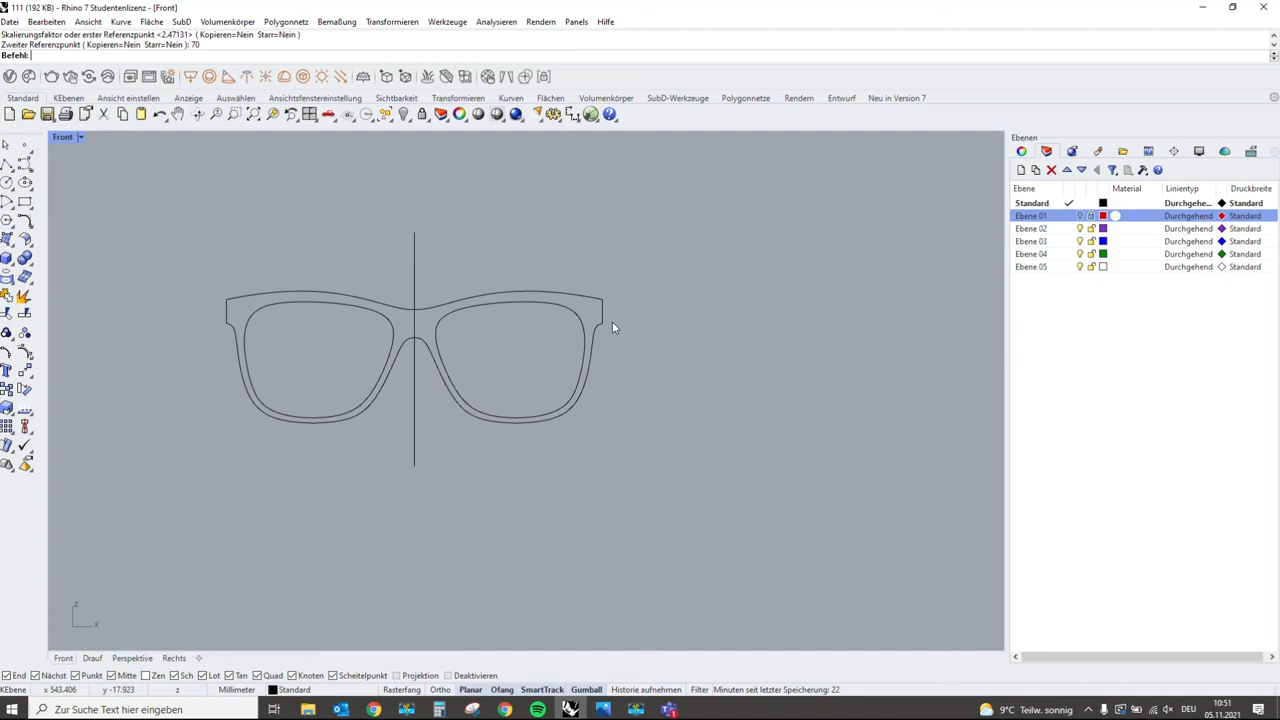 111 (192 KB) - Rhino 7 Studentenlizenz - [Front]
Datei Bearbeiten Ansicht Kurve Fläche SubD Volumenkörper Polygonnetz Bemaßung Transformieren Werkzeuge Analysieren Rendern Panels Hilfe
Skalierungsfaktor oder erster Referenzpunkt <2.47131> ( Kopieren=Nein Starr=Nein )
Zweiter Referenzpunkt ( Kopieren=Nein Starr=Nein ): 70
Befehl:
Standard KEbenen Ansicht einstellen Anzeige Auswählen Ansichtsfenstereinstellung Sichtbarkeit Transformieren Kurven Flächen Volumenkörper SubD-Werkzeuge Polygonnetze Rendern Entwurf Neu in Version 7
Front
Ebenen
Ebene Material Linientyp Druckbreite
Standard Durchgehe... Standard
Ebene 01 Durchgehend Standard
Ebene 02 Durchgehend Standard
Ebene 03 Durchgehend Standard
Ebene 04 Durchgehend Standard
Ebene 05 Durchgehend Standard
z
x
Front Drauf Perspektive Rechts
End Nächst Punkt Mitte Zen Sch Lot Tan Quad Knoten Scheitelpunkt Projektion Deaktivieren
KEbene x 543.406 y -17.923 z Millimeter Standard Rasterfang Ortho Planar Ofang SmartTrack Gumball Historie aufnehmen Filter Minuten seit letzter Speicherung: 22
Zur Suche Text hier eingeben
9°C Teilw. sonnig
DEU
10:51
05.11.2021